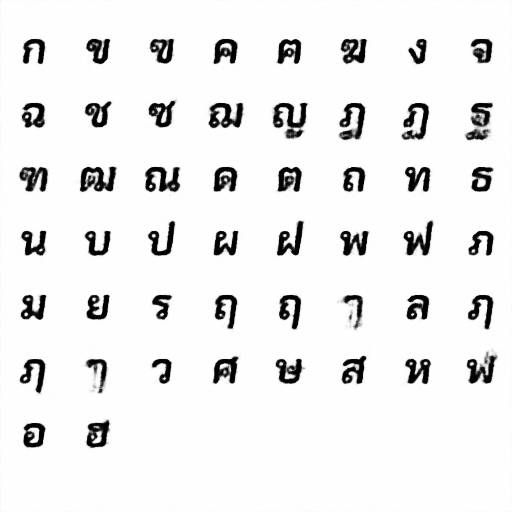 ก ข ฃ ค ฅ ฆ ง จ
ฉ ช ซ ฌ ญ ฎ ฏ ฐ
ฑ ฒ ณ ด ต ถ ท ธ
น บ ป ผ ฝ พ ฟ ภ
ม ย ร ฤ ฤ ๅ ล ฦ
ฦ ๅ ว ศ ษ ส ห ฬ
อ ฮ